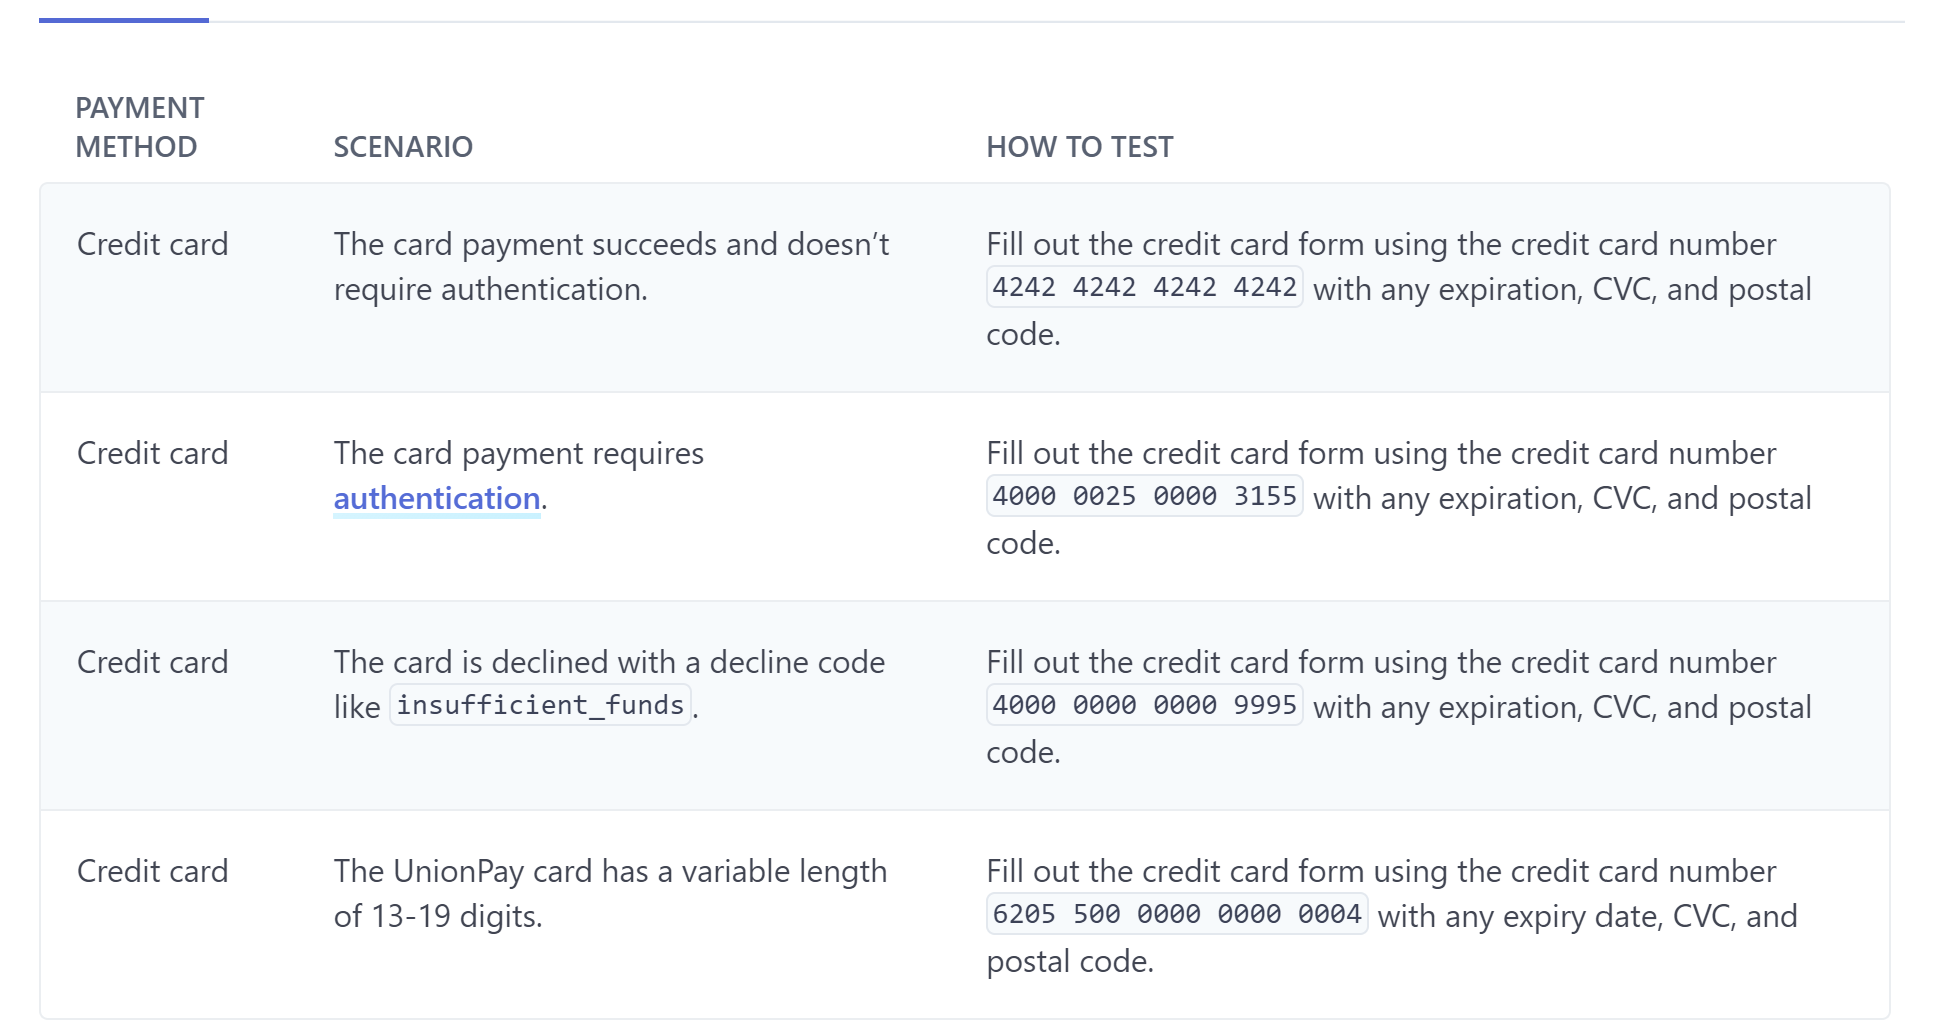 PAYMENT
METHOD
SCENARIO
HOW TO TEST
Credit card
The card payment succeeds and doesn’t
require authentication.
Fill out the credit card form using the credit card number
4242 4242 4242 4242 with any expiration, CVC, and postal
code.
Credit card
The card payment requires
authentication.
Fill out the credit card form using the credit card number
4000 0025 0000 3155 with any expiration, CVC, and postal
code.
Credit card
The card is declined with a decline code
like insufficient_funds.
Fill out the credit card form using the credit card number
4000 0000 0000 9995 with any expiration, CVC, and postal
code.
Credit card
The UnionPay card has a variable length
of 13-19 digits.
Fill out the credit card form using the credit card number
6205 500 0000 0000 0004 with any expiry date, CVC, and
postal code.